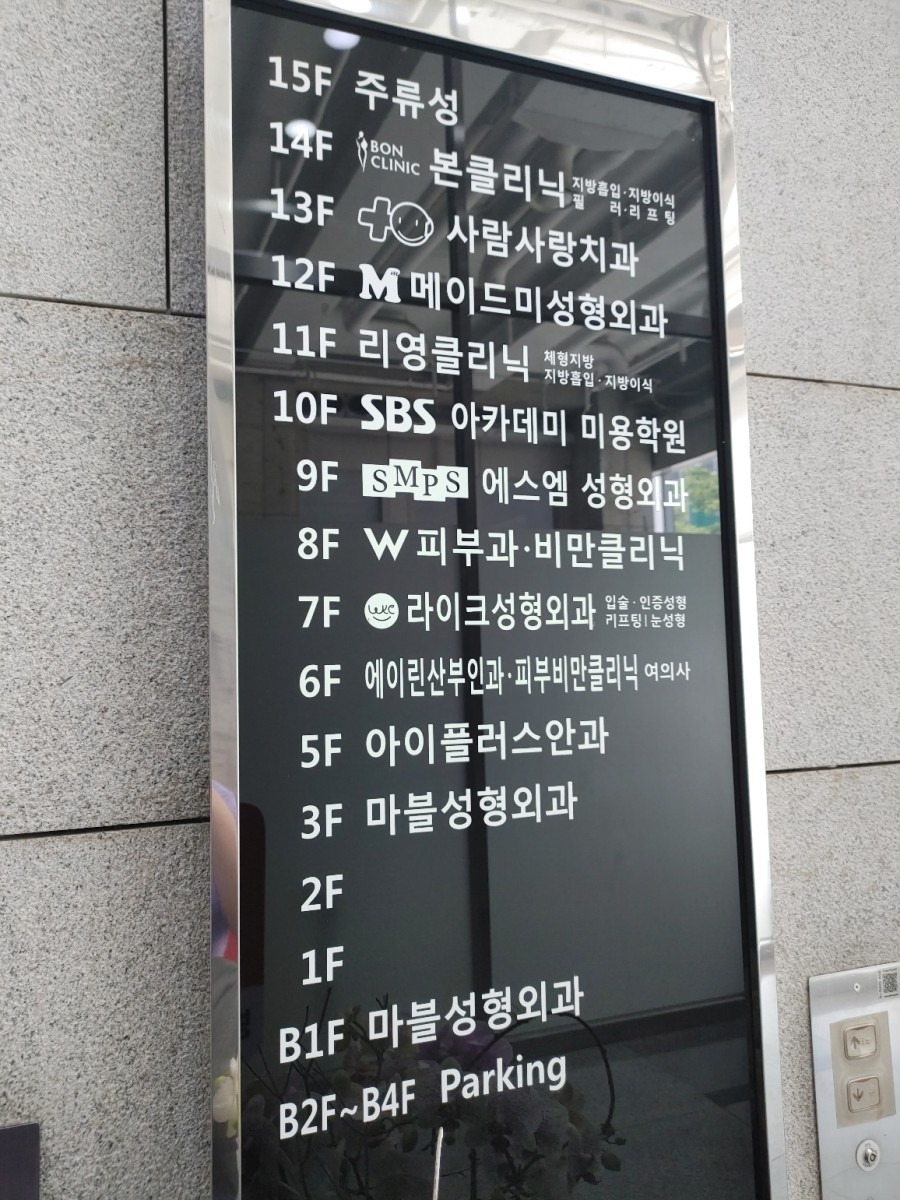 15F 주류성
14F BON CLINIC 본클리닉 지방흡입·지방이식
필 러·리 프 팅
13F 사람사랑치과
12F M 메이드미성형외과
11F 리영클리닉 체형지방
지방흡입·지방이식
10F SBS 아카데미 미용학원
9F SMPS 에스엠 성형외과
8F W 피부과·비만클리닉
7F like 라이크성형외과 입술·인중성형
리프팅|눈성형
6F 에이린산부인과·피부비만클리닉 여의사
5F 아이플러스안과
3F 마블성형외과
2F
1F
B1F 마블성형외과
B2F~B4F Parking